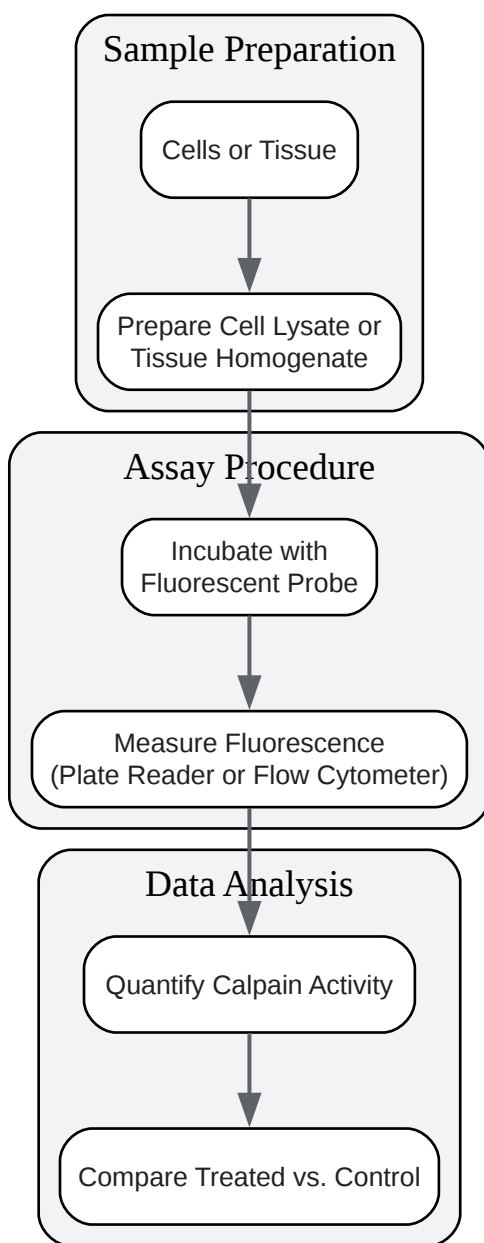 Sample Preparation
Cells or Tissue
Prepare Cell Lysate or
Tissue Homogenate
Assay Procedure
Incubate with
Fluorescent Probe
Measure Fluorescence
(Plate Reader or Flow Cytometer)
Data Analysis
Quantify Calpain Activity
Compare Treated vs. Control